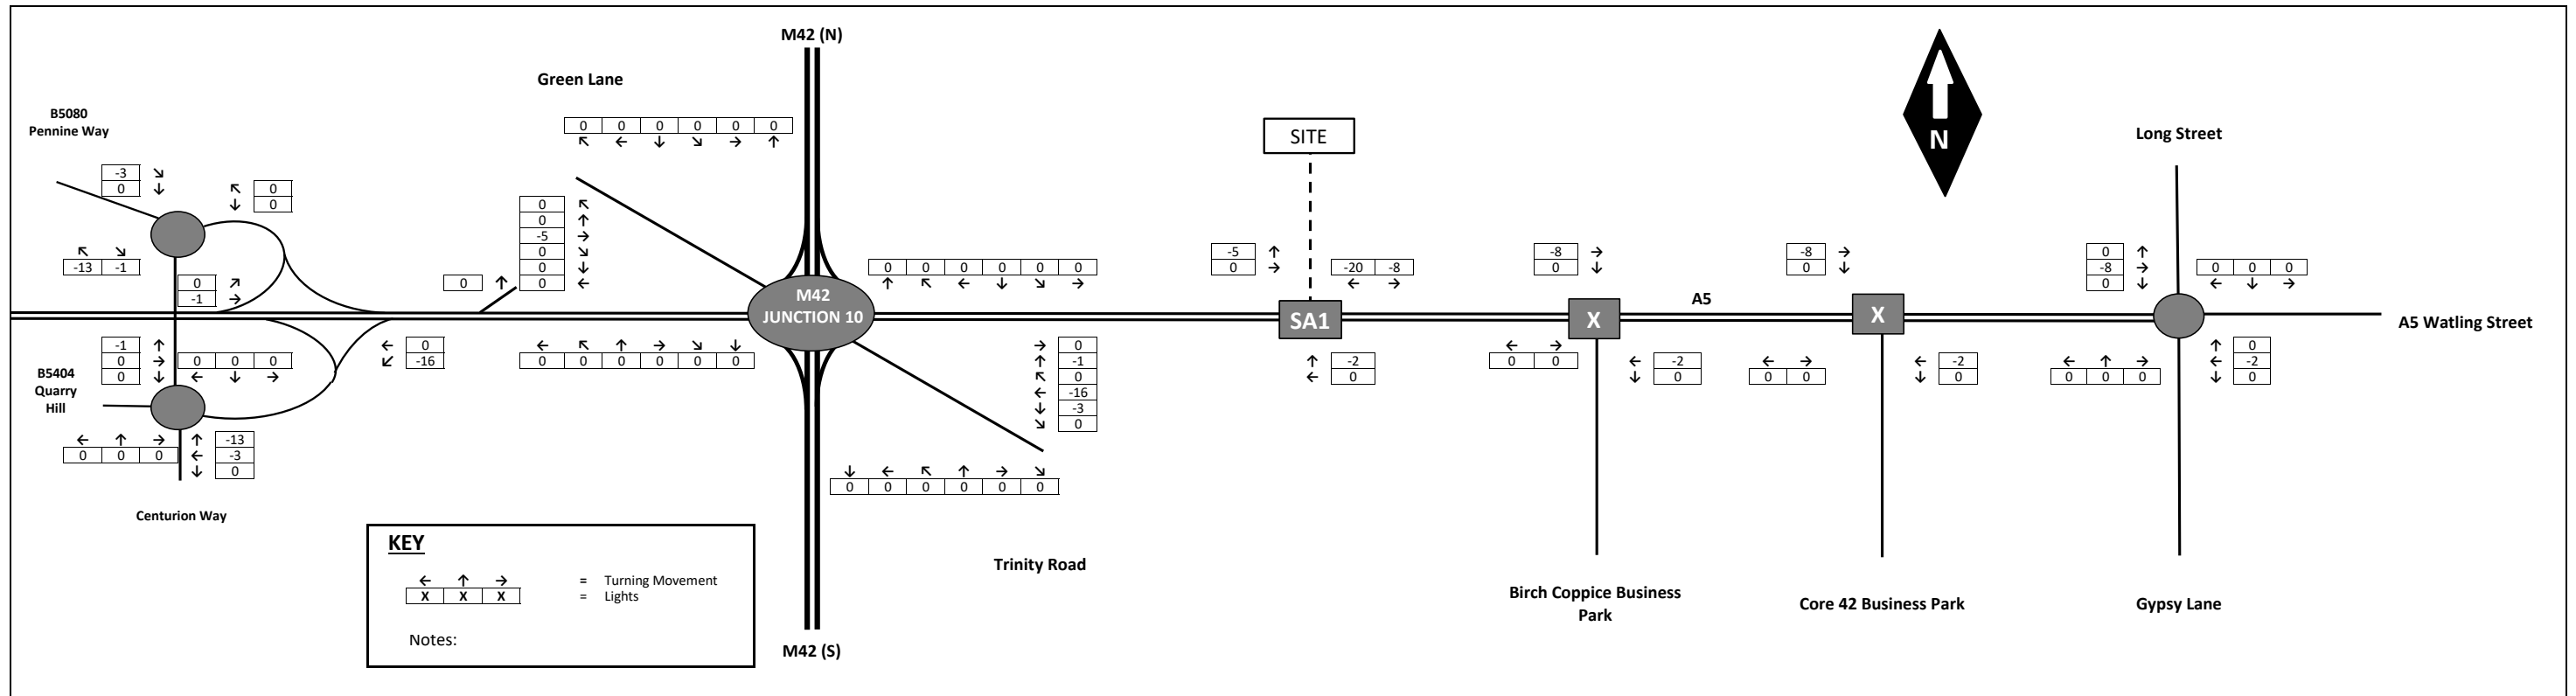 M42 (N)
Green Lane
B5080
Pennine Way
0 0 0 0 0 0
↖ ← ↓ ↘ → ↑
SITE
N
Long Street
-3 ↘
0 ↓
↖ 0
↓ 0
↖ ↘
-13 -1
0 ↗
-1 →
0 ↖
0 ↑
-5 →
0 ↘
0 ↓
0 ←
0 ↑
0 0 0 0 0 0
↑ ↖ ← ↓ ↘ →
M42
JUNCTION 10
-5 ↑
0 →
-20 -8
← →
-8 →
0 ↓
-8 →
0 ↓
0 ↑
-8 →
0 ↓
0 0 0
← ↓ →
SA1
X
A5
X
A5 Watling Street
-1 ↑
0 →
0 ↓
0 0 0
← ↓ →
← 0
↙ -16
← ↖ ↑ → ↘ ↓
0 0 0 0 0 0
→ 0
↑ -1
↖ 0
← -16
↓ -3
↘ 0
↑ -2
← 0
← →
0 0
← -2
↓ 0
← →
0 0
← -2
↓ 0
← ↑ →
0 0 0
↑ 0
← -2
↓ 0
B5404
Quarry
Hill
← ↑ →
0 0 0
↑ -13
← -3
↓ 0
↓ ← ↖ ↑ → ↘
0 0 0 0 0 0
Centurion Way
KEY
← ↑ →
= Turning Movement
X X X
= Lights
Notes:
Trinity Road
M42 (S)
Birch Coppice Business
Park
Core 42 Business Park
Gypsy Lane